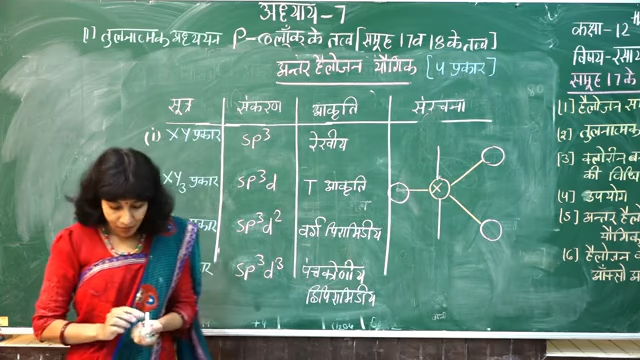 अध्याय-7
[1] तुलनात्मक अध्ययन P-ब्लॉक के तत्व [समूह 17 व 18 के तत्व]
अन्तर हैलोजन यौगिक [4 प्रकार]
सूत्र संकरण आकृति संरचना
(i) XY प्रकार sp³ रेखीय
XY₃ प्रकार sp³d T आकृति
प्रकार sp³d² वर्ग पिरामिडीय
sp³d³ पंचकोणीय
द्विपिरामिडीय
X
कक्षा-12
विषय-रसा
समूह 17 के
[1] हैलोजन
[2] तुलनात्मक
[3] क्लोरीन
की विधि
[4] उपयोग
[5] अन्तर हैलो
यौगिक
[6] हैलोजन के